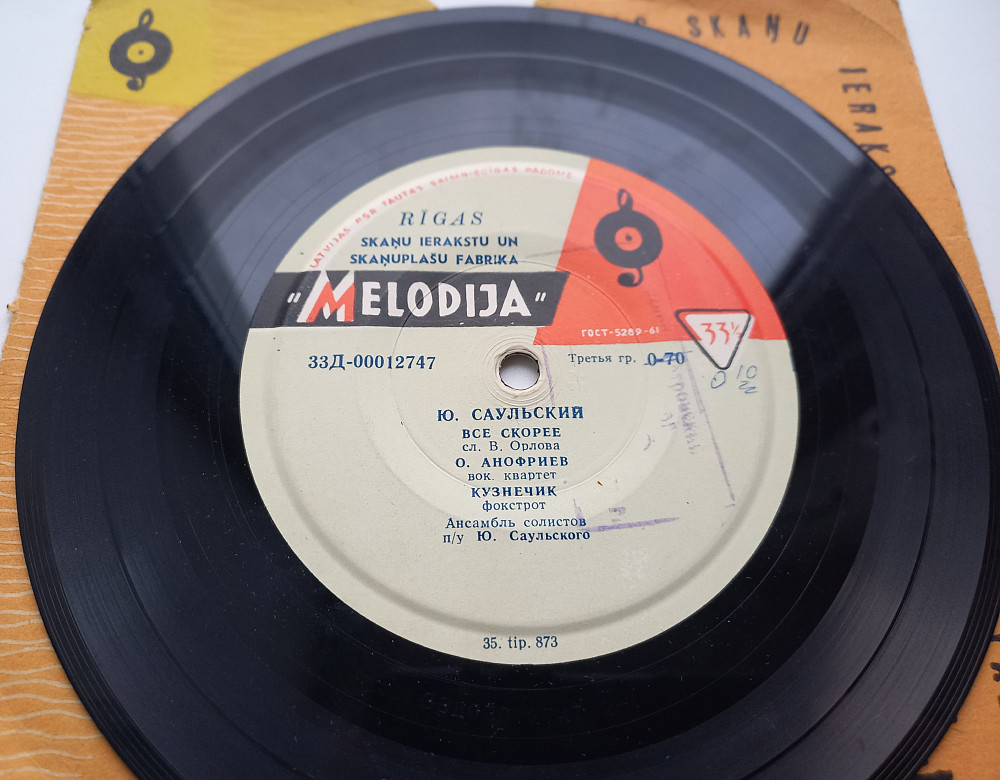 SKAŅU
IERAKS
LATVIJAS PSR TAUTAS SAIMNIECĪBAS PADOME
RĪGAS
SKAŅU IERAKSTU UN
SKAŅUPLAŠU FABRIKA
"MELODIJA"
ГОСТ-5289-61
33⅓
33Д-00012747
Третья гр. 0-70
10
Ю. САУЛЬСКИЙ
ВСЕ СКОРЕЕ
сл. В. Орлова
О. АНОФРИЕВ
вок. квартет
КУЗНЕЧИК
фокстрот
Ансамбль солистов
п/у Ю. Саульского
35. tip. 873